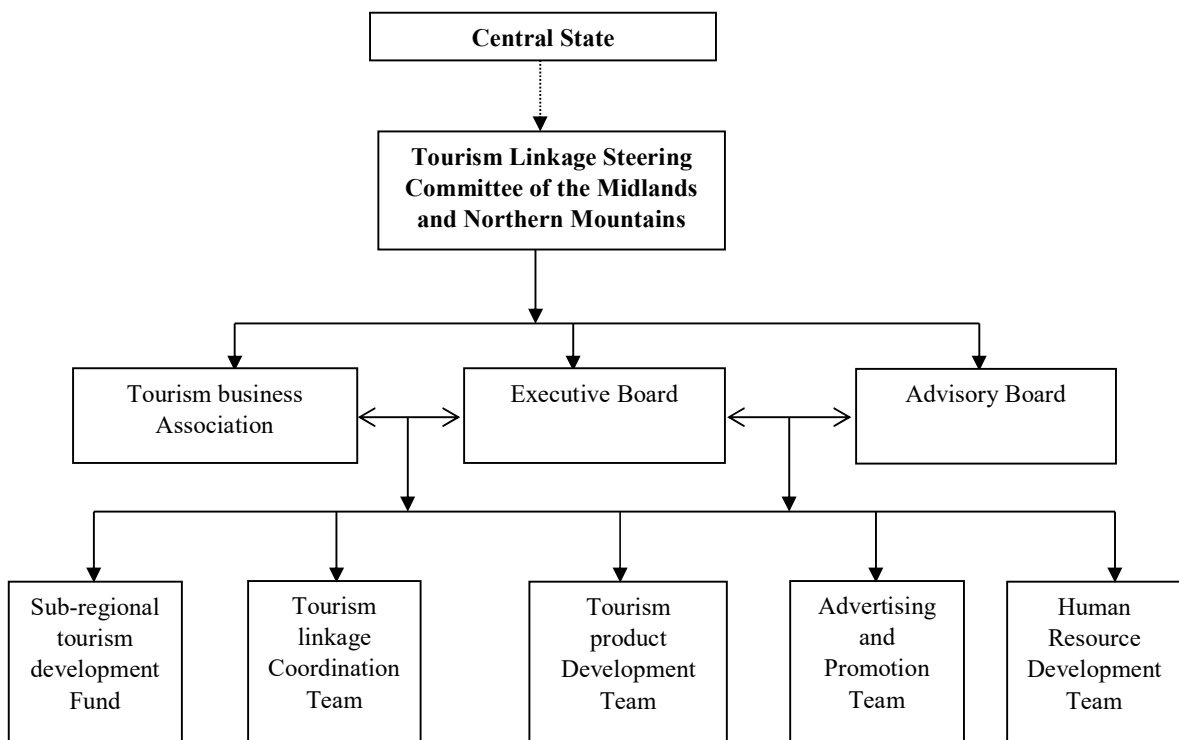 Central State
Tourism Linkage Steering
Committee of the Midlands
and Northern Mountains
Tourism business
Association
Executive Board
Advisory Board
Sub-regional
tourism
development
Fund
Tourism
linkage
Coordination
Team
Tourism
product
Development
Team
Advertising
and
Promotion
Team
Human
Resource
Development
Team